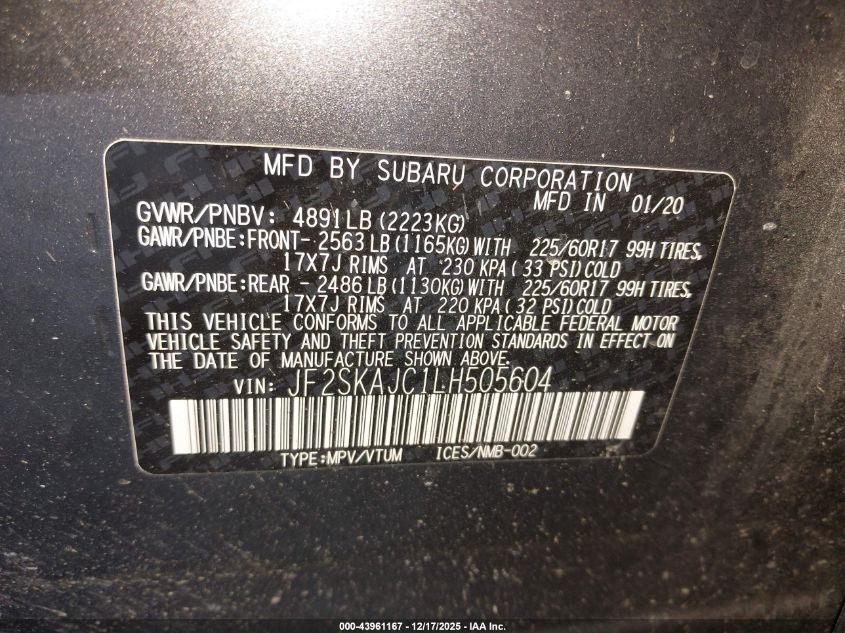 MFD BY SUBARU CORPORATION
MFD IN 01/20
GVWR/PNBV: 4891LB (2223KG)
GAWR/PNBE:FRONT- 2563 LB (1165KG) WITH 225/60R17 99H TIRES,
17X7J RIMS AT 230 KPA ( 33 PSI) COLD
GAWR/PNBE:REAR - 2486 LB (1130KG) WITH 225/60R17 99H TIRES,
17X7J RIMS AT 220 KPA ( 32 PSI) COLD
THIS VEHICLE CONFORMS TO ALL APPLICABLE FEDERAL MOTOR
VEHICLE SAFETY AND THEFT PREVENTION STANDARDS IN EFFECT ON
THE DATE OF MANUFACTURE SHOWN ABOVE.
VIN: JF2SKAJC1LH505604
TYPE:MPV/VTUM ICES/NMB-002
000-43961167 - 12/17/2025 - IAA Inc.